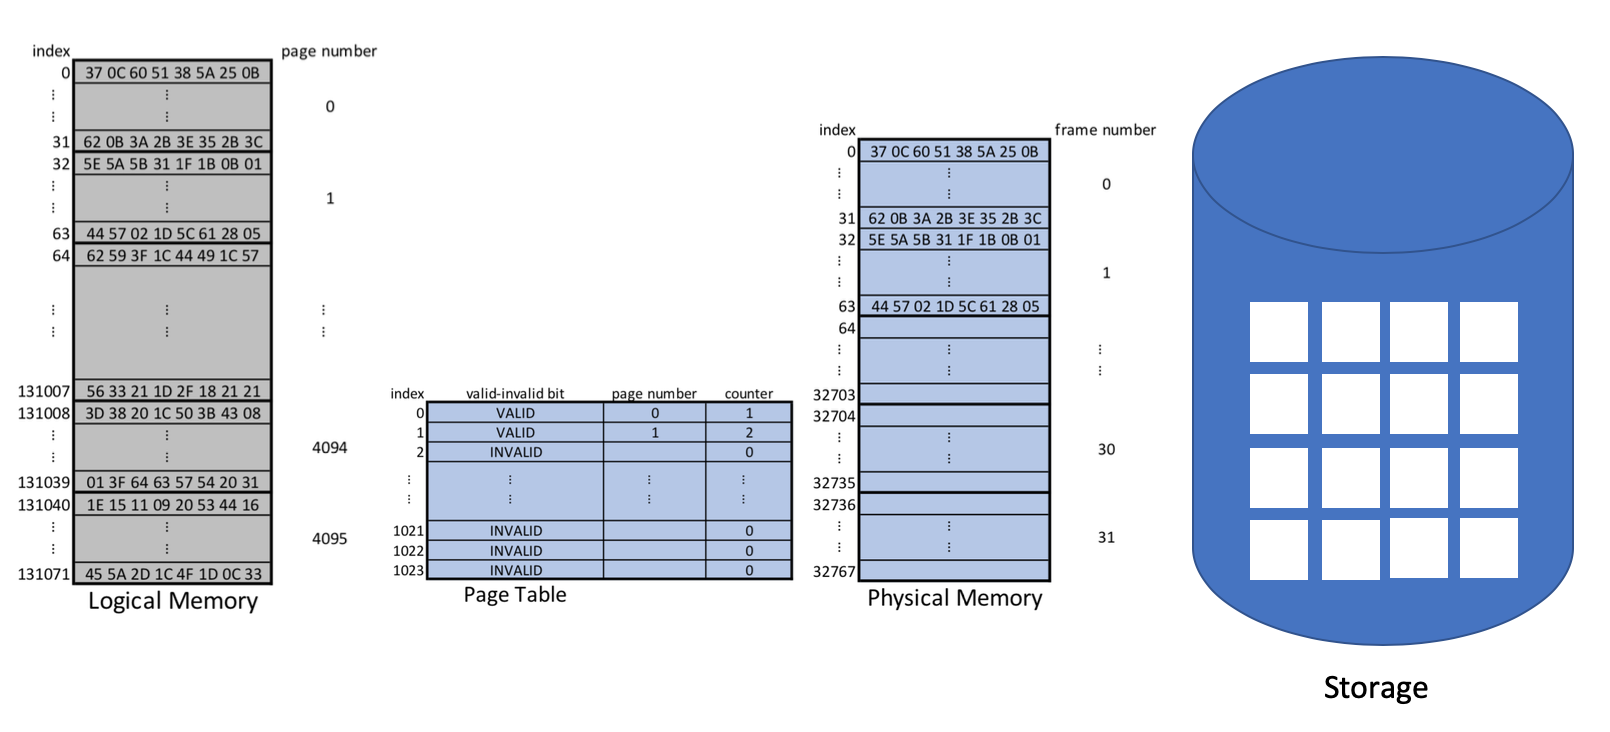 index page number
0 37 0C 60 51 38 5A 25 0B
⋮ ⋮
0
⋮ ⋮
31 62 0B 3A 2B 3E 35 2B 3C
32 5E 5A 5B 31 1F 1B 0B 01
⋮ ⋮
1
⋮ ⋮
63 44 57 02 1D 5C 61 28 05
64 62 59 3F 1C 44 49 1C 57
⋮ ⋮ ⋮
⋮ ⋮ ⋮
131007 56 33 21 1D 2F 18 21 21
131008 3D 38 20 1C 50 3B 43 08
⋮ ⋮
4094
⋮ ⋮
131039 01 3F 64 63 57 54 20 31
131040 1E 15 11 09 20 53 44 16
⋮ ⋮
4095
⋮ ⋮
131071 45 5A 2D 1C 4F 1D 0C 33
Logical Memory
index valid-invalid bit page number counter
0 VALID 0 1
1 VALID 1 2
2 INVALID 0
⋮ ⋮ ⋮ ⋮
⋮ ⋮ ⋮ ⋮
1021 INVALID 0
1022 INVALID 0
1023 INVALID 0
Page Table
index frame number
0 37 0C 60 51 38 5A 25 0B
⋮ ⋮
0
⋮ ⋮
31 62 0B 3A 2B 3E 35 2B 3C
32 5E 5A 5B 31 1F 1B 0B 01
⋮ ⋮
1
⋮ ⋮
63 44 57 02 1D 5C 61 28 05
64
⋮ ⋮ ⋮
⋮ ⋮ ⋮
32703
32704
⋮ ⋮
30
⋮ ⋮
32735
32736
⋮ ⋮
31
⋮ ⋮
32767
Physical Memory
Storage